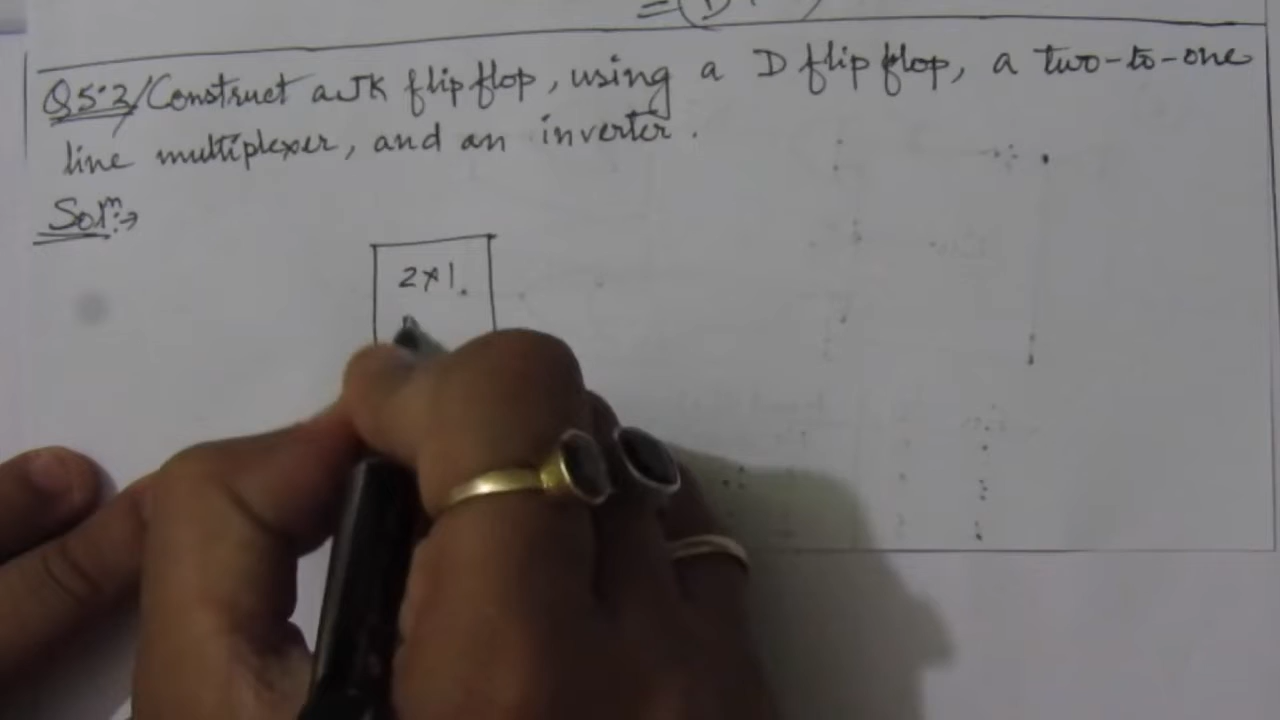 Q5.2/ Construct a JK flip flop, using a D flip flop, a two-to-one
line multiplexer, and an inverter.
Soln:→
2×1